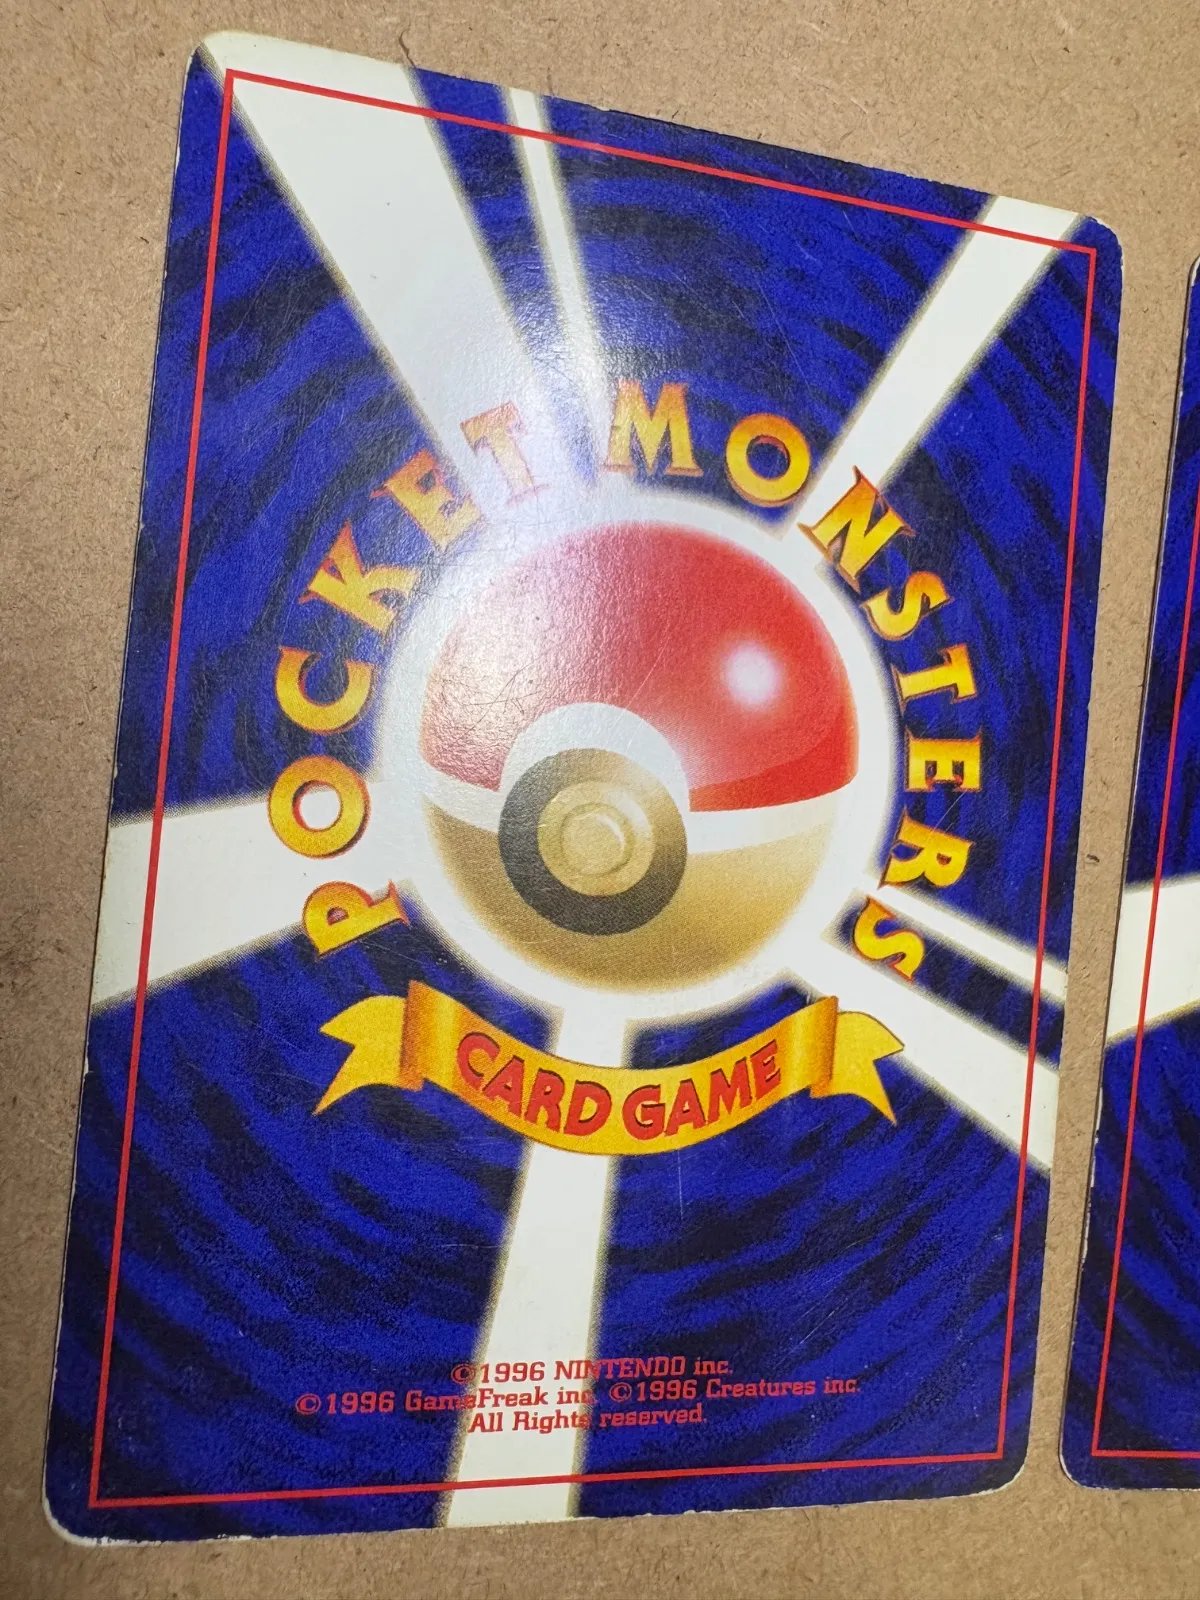 POCKET MONSTERS
CARD GAME
©1996 NINTENDO inc.
©1996 GameFreak inc. ©1996 Creatures inc.
All Rights reserved.